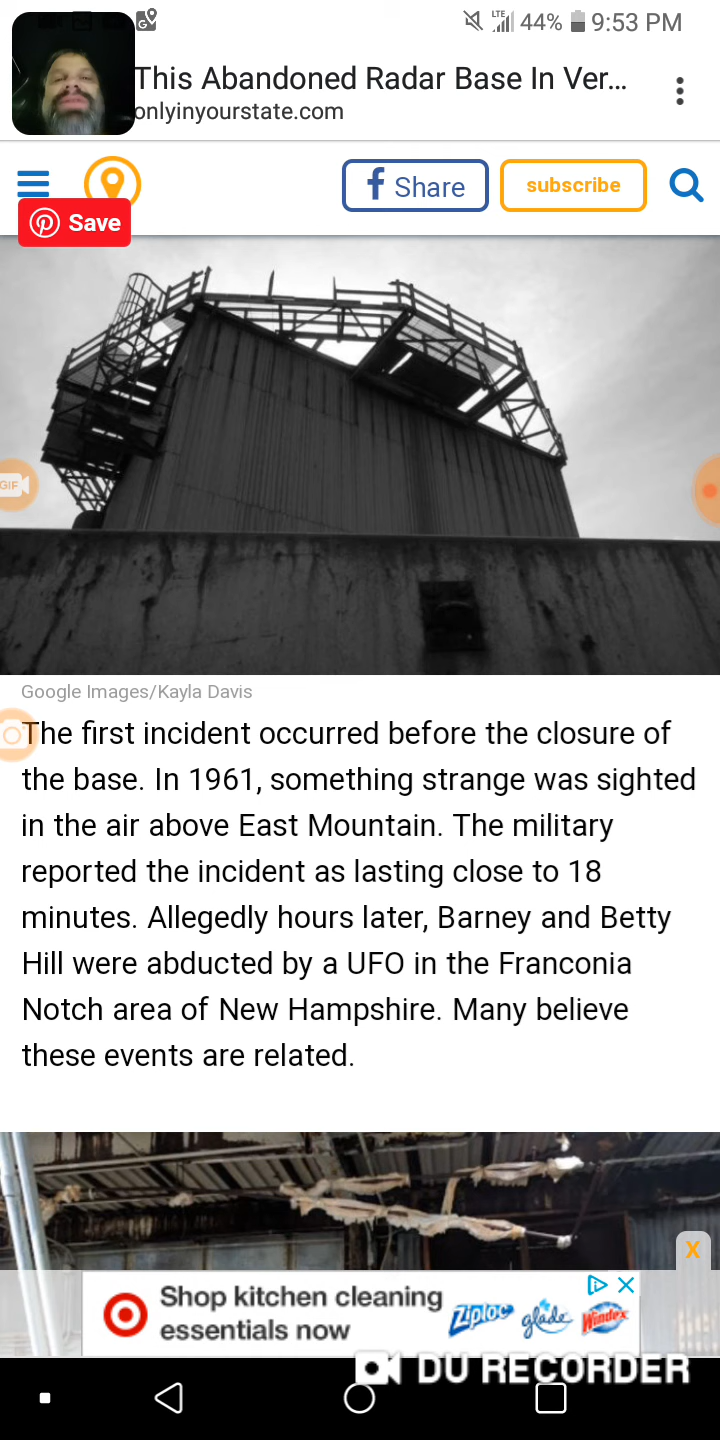 LTE 44% 9:53 PM
This Abandoned Radar Base In Ver...
onlyinyourstate.com
f Share
subscribe
Save
GIF
Google Images/Kayla Davis
The first incident occurred before the closure of
the base. In 1961, something strange was sighted
in the air above East Mountain. The military
reported the incident as lasting close to 18
minutes. Allegedly hours later, Barney and Betty
Hill were abducted by a UFO in the Franconia
Notch area of New Hampshire. Many believe
these events are related.
X
Shop kitchen cleaning
essentials now
Ziploc glade Windex
DU RECORDER